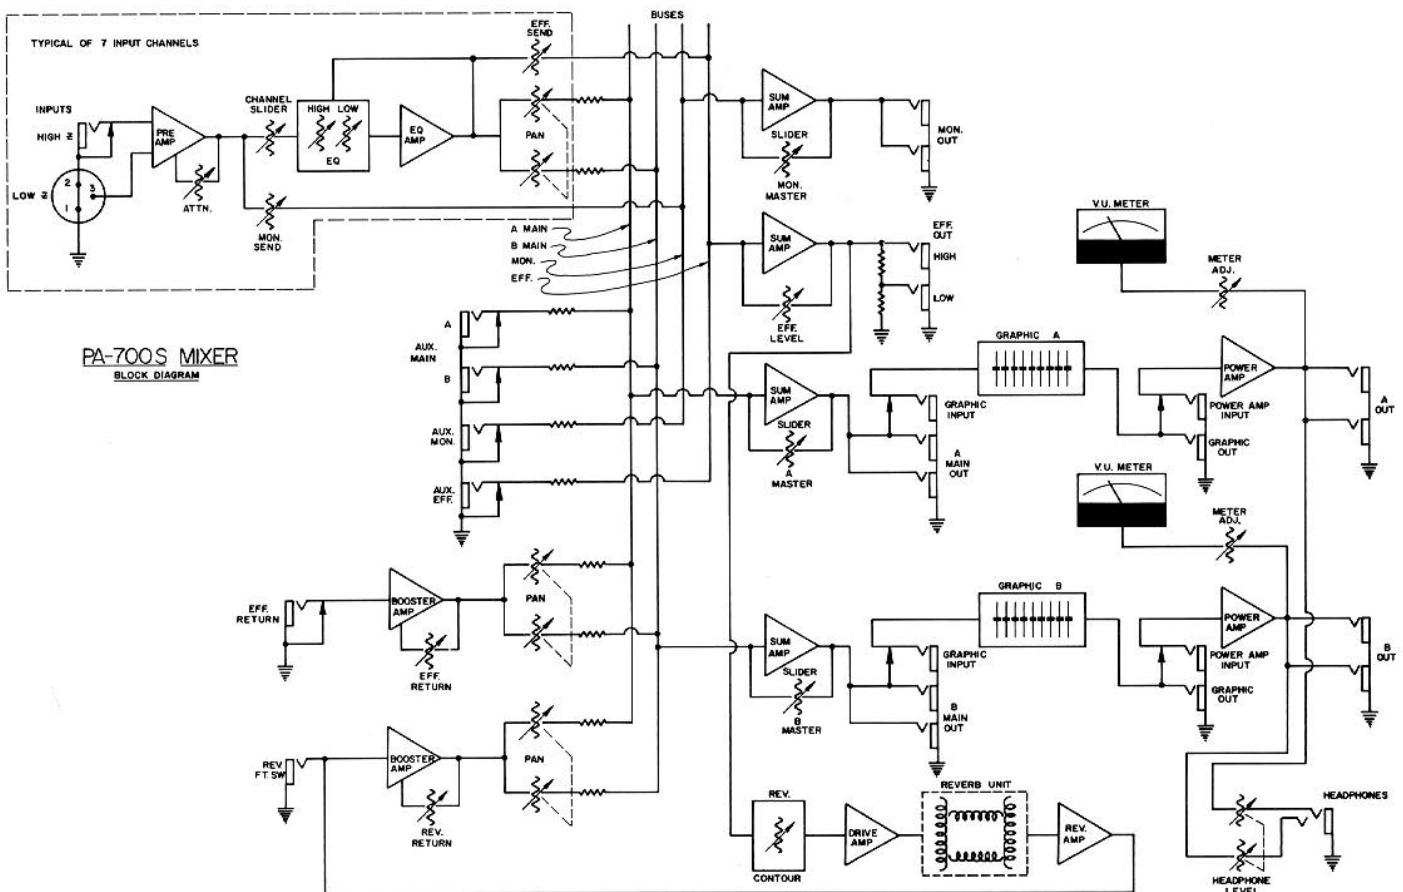 BUSES
TYPICAL OF 7 INPUT CHANNELS
EFF.
SEND
INPUTS
HIGH Z
LOW Z
2
3
1
PRE
AMP
ATTN.
CHANNEL
SLIDER
MON.
SEND
HIGH LOW
EQ
EQ
AMP
PAN
A MAIN
B MAIN
MON.
EFF.
SUM
AMP
SLIDER
MON.
MASTER
MON.
OUT
SUM
AMP
EFF.
LEVEL
EFF.
OUT
HIGH
LOW
V.U. METER
METER
ADJ.
PA-700S MIXER
BLOCK DIAGRAM
A
AUX.
MAIN
B
AUX.
MON.
AUX.
EFF.
SUM
AMP
SLIDER
A
MASTER
GRAPHIC
INPUT
A
MAIN
OUT
GRAPHIC A
POWER
AMP
POWER AMP
INPUT
GRAPHIC
OUT
A
OUT
V.U. METER
METER
ADJ.
EFF.
RETURN
BOOSTER
AMP
EFF.
RETURN
PAN
SUM
AMP
SLIDER
B
MASTER
GRAPHIC
INPUT
B
MAIN
OUT
GRAPHIC B
POWER
AMP
POWER AMP
INPUT
GRAPHIC
OUT
B
OUT
REV.
FT. SW
BOOSTER
AMP
REV.
RETURN
PAN
REV.
CONTOUR
DRIVE
AMP
REVERB UNIT
REV.
AMP
HEADPHONES
HEADPHONE
LEVEL